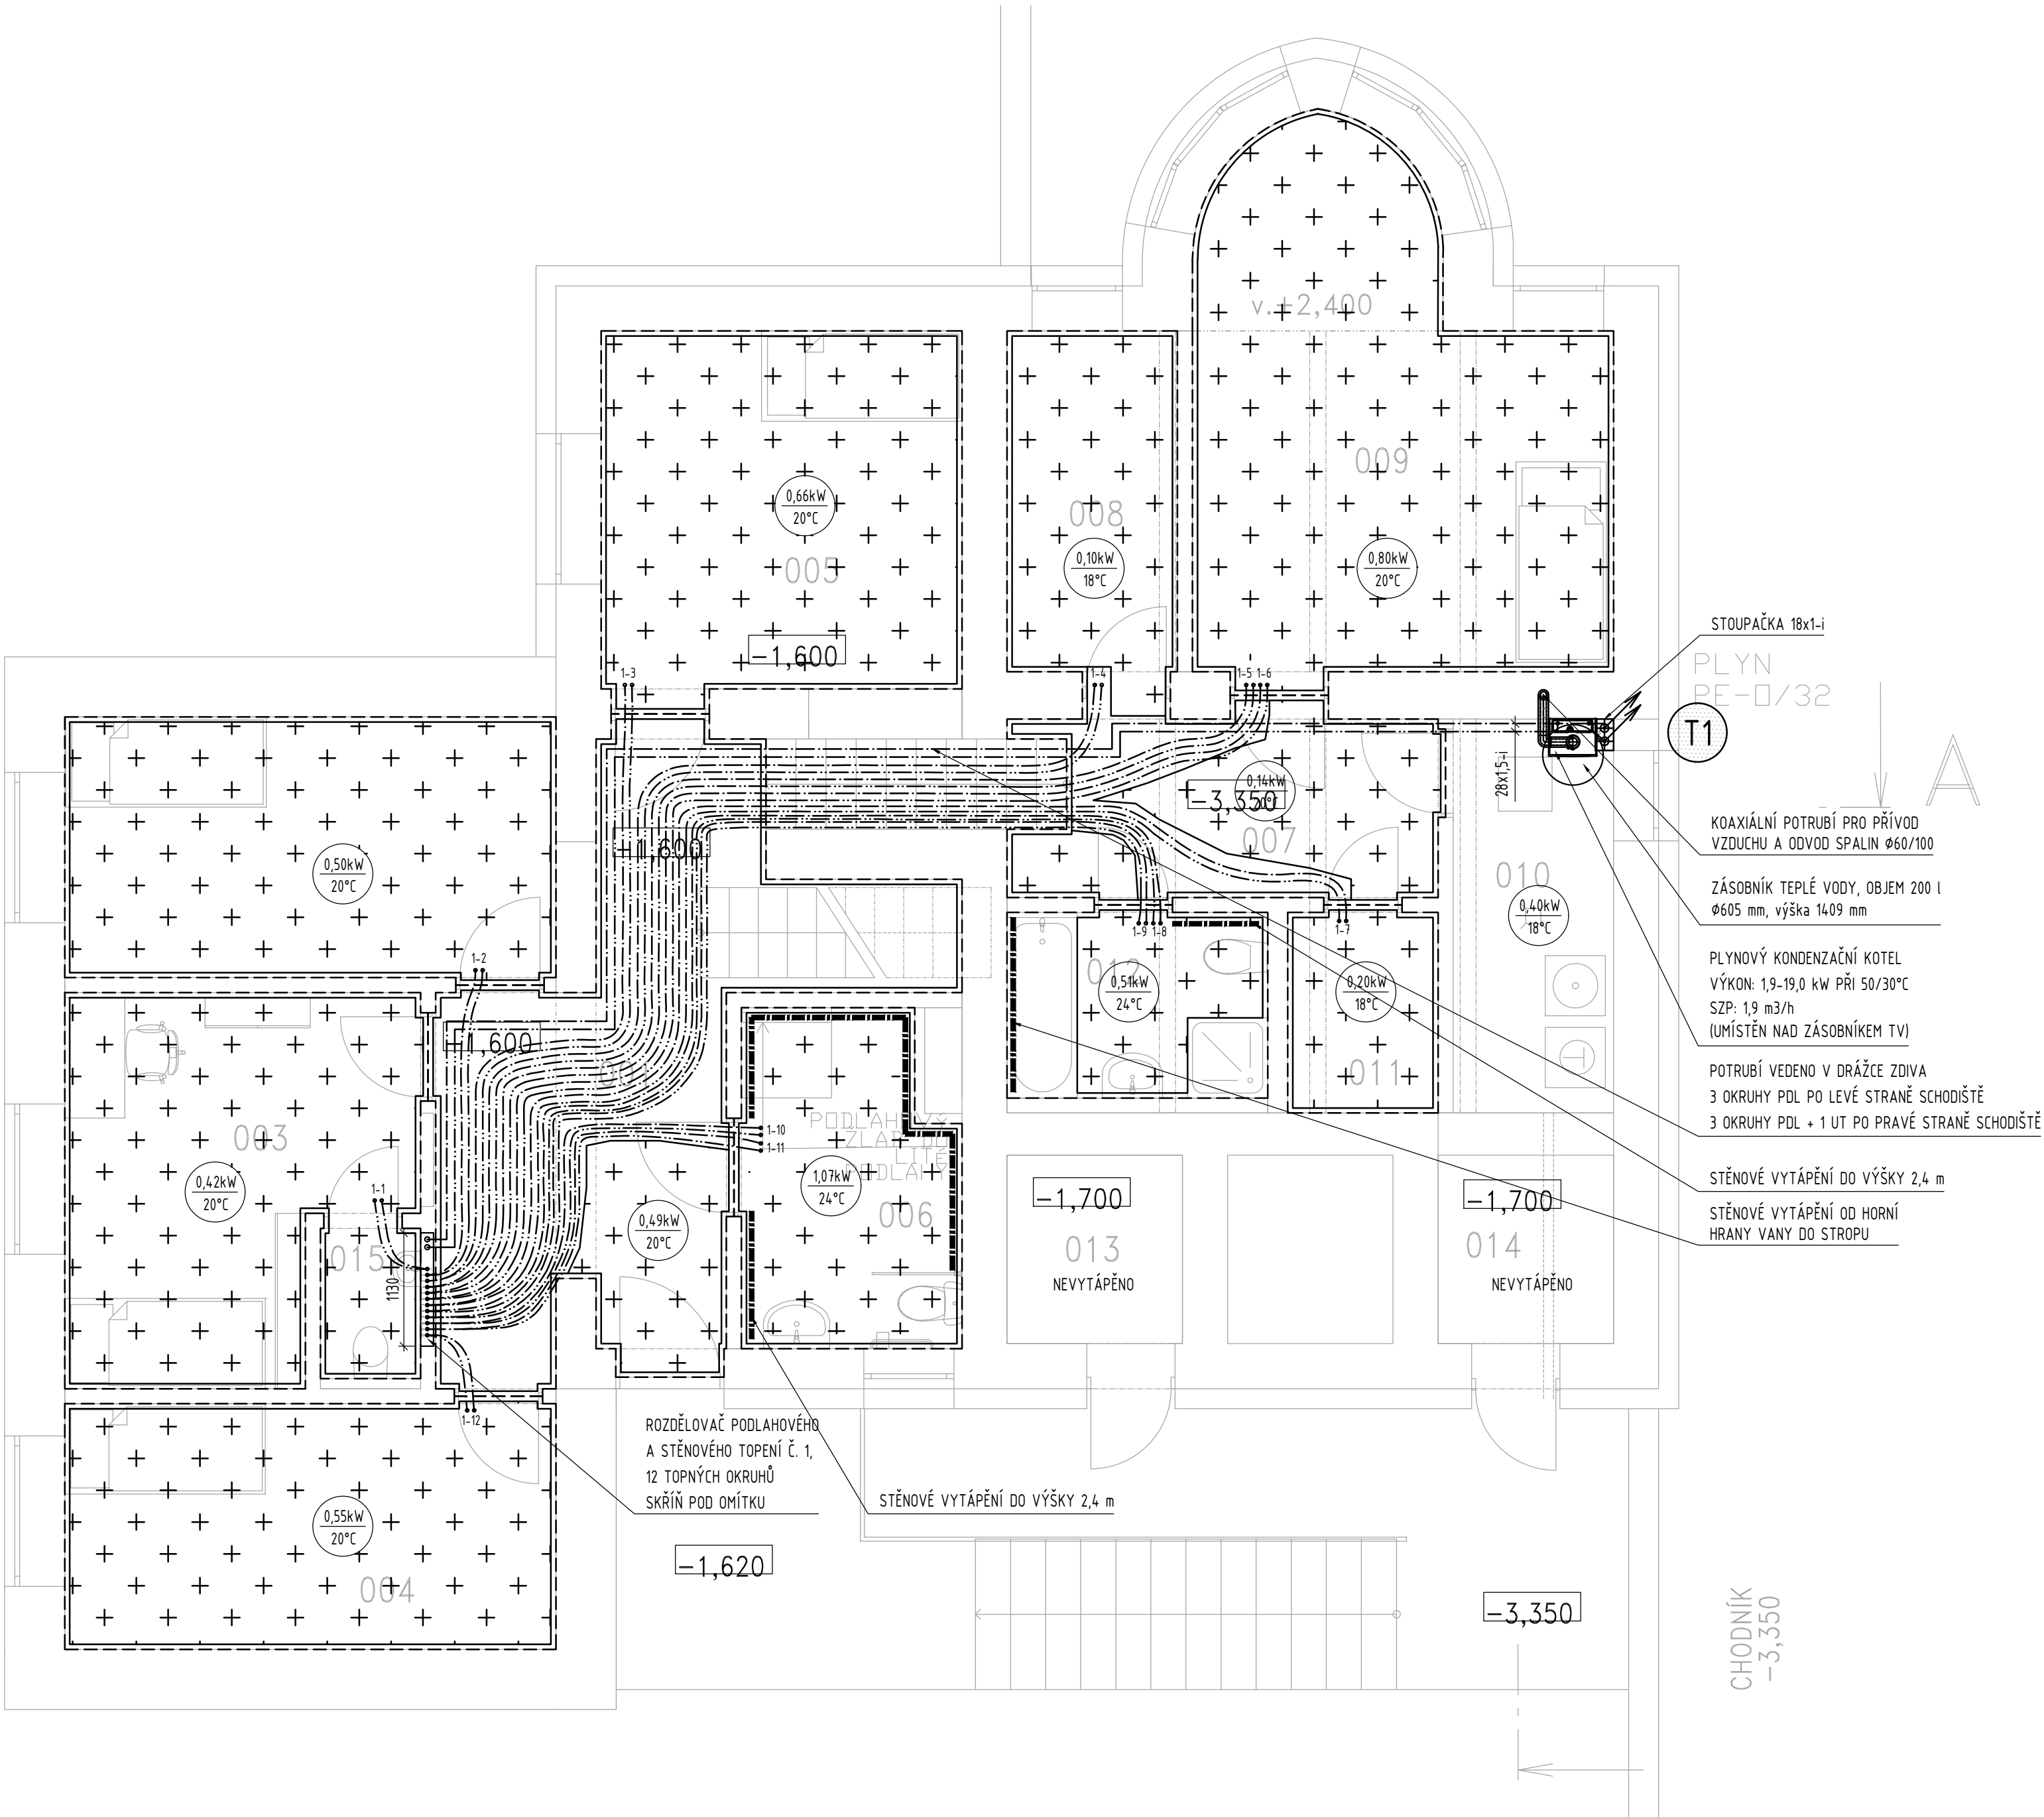 v.+2,400
009
008
005
0,66kW
20°C
0,10kW
18°C
0,80kW
20°C
-1,600
1-3
1-4
1-5
1-6
STOUPAČKA 18x1-i
PLYN
PE-D/32
T1
28x1,5-i
A
0,14kW
20°C
-3,350
007
-1,600
0,50kW
20°C
010
0,40kW
18°C
KOAXIÁLNÍ POTRUBÍ PRO PŘÍVOD
VZDUCHU A ODVOD SPALIN ϕ60/100
ZÁSOBNÍK TEPLÉ VODY, OBJEM 200 l
ϕ605 mm, výška 1409 mm
PLYNOVÝ KONDENZAČNÍ KOTEL
VÝKON: 1,9-19,0 kW PŘI 50/30°C
SZP: 1,9 m3/h
(UMÍSTĚN NAD ZÁSOBNÍKEM TV)
POTRUBÍ VEDENO V DRÁŽCE ZDIVA
3 OKRUHY PDL PO LEVÉ STRANĚ SCHODIŠTĚ
3 OKRUHY PDL + 1 UT PO PRAVÉ STRANĚ SCHODIŠTĚ
STĚNOVÉ VYTÁPĚNÍ DO VÝŠKY 2,4 m
STĚNOVÉ VYTÁPĚNÍ OD HORNÍ
HRANY VANY DO STROPU
1-9
1-8
1-7
1-2
012
0,51kW
24°C
0,20kW
18°C
011
-1,600
001
003
0,42kW
20°C
1-1
015
1130
1-10
1-11
PODLAHOVÝ
LITÉ
PODLAHY
1,07kW
24°C
006
0,49kW
20°C
-1,700
013
NEVYTÁPĚNO
-1,700
014
NEVYTÁPĚNO
1-12
ROZDĚLOVAČ PODLAHOVÉHO
A STĚNOVÉHO TOPENÍ Č. 1,
12 TOPNÝCH OKRUHŮ
SKŘÍŇ POD OMÍTKU
STĚNOVÉ VYTÁPĚNÍ DO VÝŠKY 2,4 m
0,55kW
20°C
004
-1,620
-3,350
CHODNÍK
-3,350